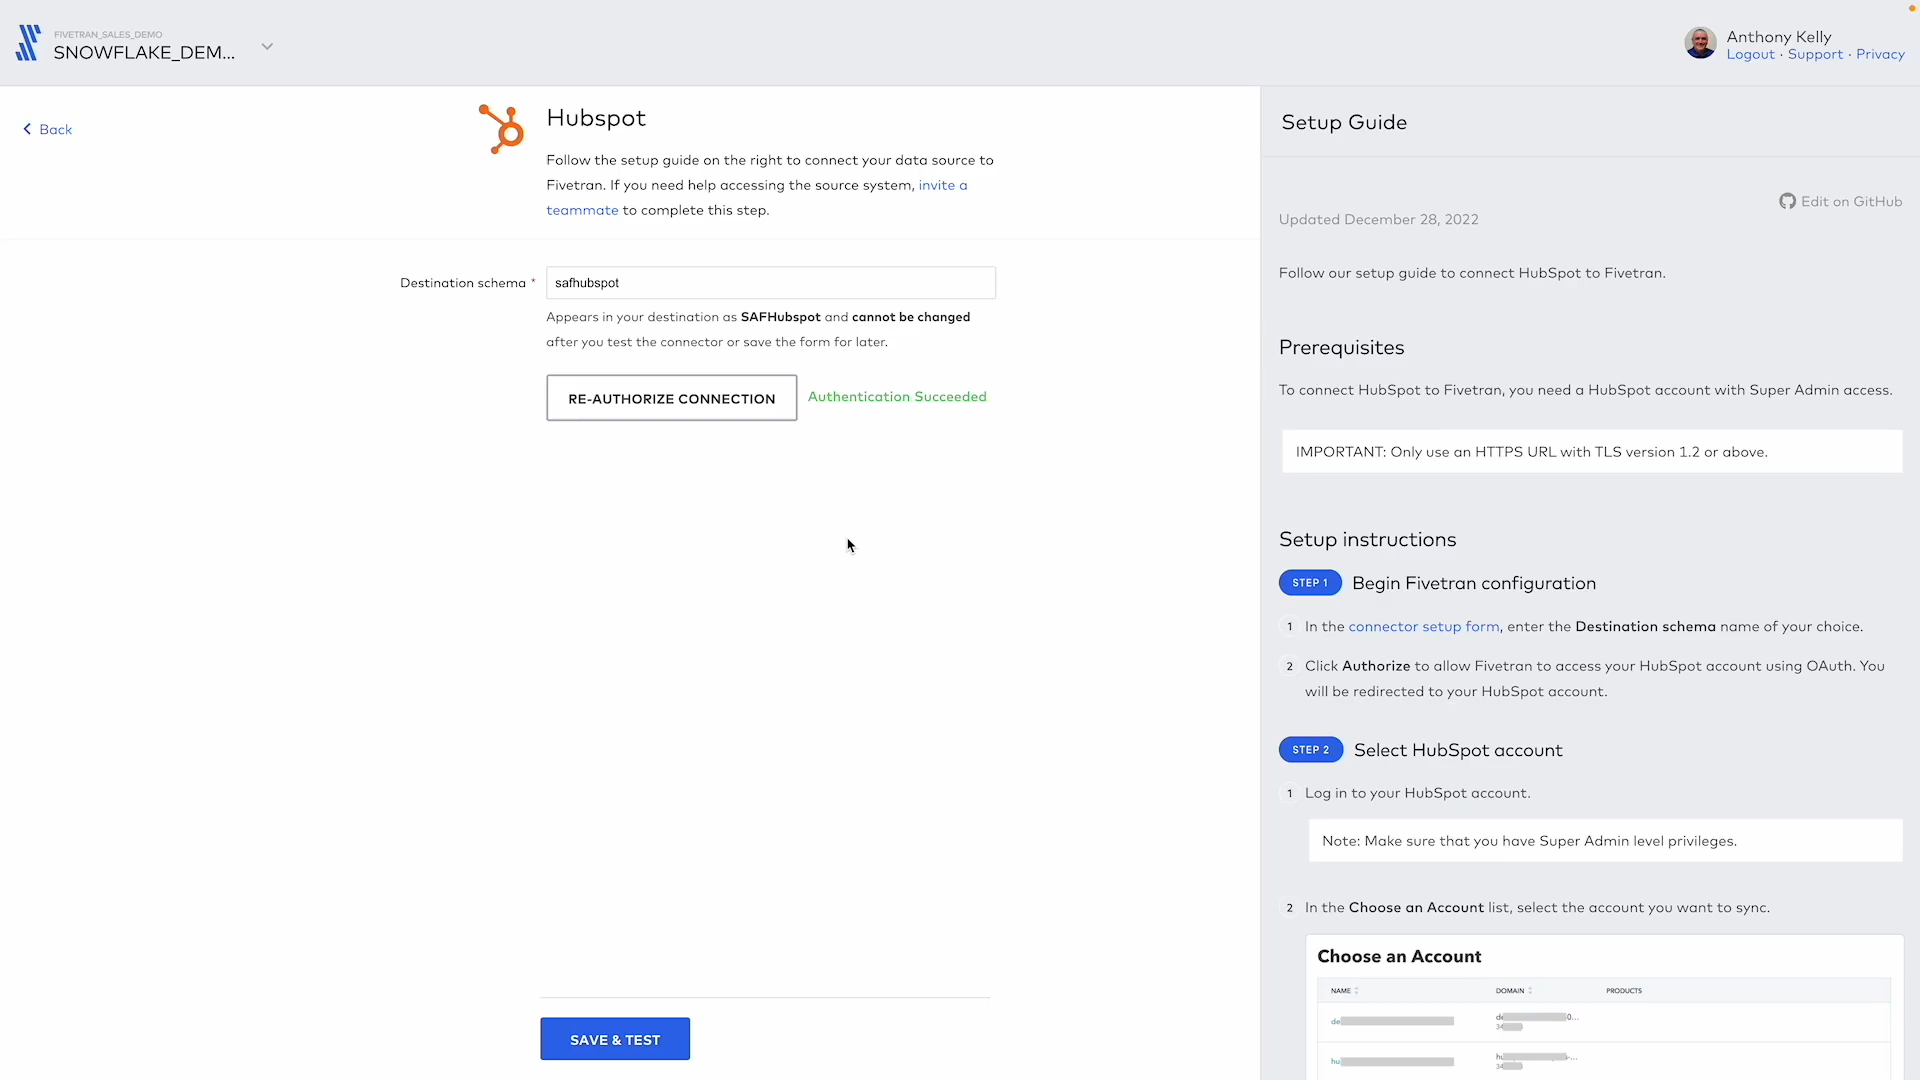 FIVETRAN_SALES_DEMO
SNOWFLAKE_DEM...
Anthony Kelly
Logout · Support · Privacy
Back
Hubspot
Follow the setup guide on the right to connect your data source to
Fivetran. If you need help accessing the source system, invite a
teammate to complete this step.
Destination schema *
safhubspot
Appears in your destination as SAFHubspot and cannot be changed
after you test the connector or save the form for later.
RE-AUTHORIZE CONNECTION
Authentication Succeeded
SAVE & TEST
Setup Guide
Edit on GitHub
Updated December 28, 2022
Follow our setup guide to connect HubSpot to Fivetran.
Prerequisites
To connect HubSpot to Fivetran, you need a HubSpot account with Super Admin access.
IMPORTANT: Only use an HTTPS URL with TLS version 1.2 or above.
Setup instructions
STEP 1 Begin Fivetran configuration
1 In the connector setup form, enter the Destination schema name of your choice.
2 Click Authorize to allow Fivetran to access your HubSpot account using OAuth. You
will be redirected to your HubSpot account.
STEP 2 Select HubSpot account
1 Log in to your HubSpot account.
Note: Make sure that you have Super Admin level privileges.
2 In the Choose an Account list, select the account you want to sync.
Choose an Account
NAME DOMAIN PRODUCTS